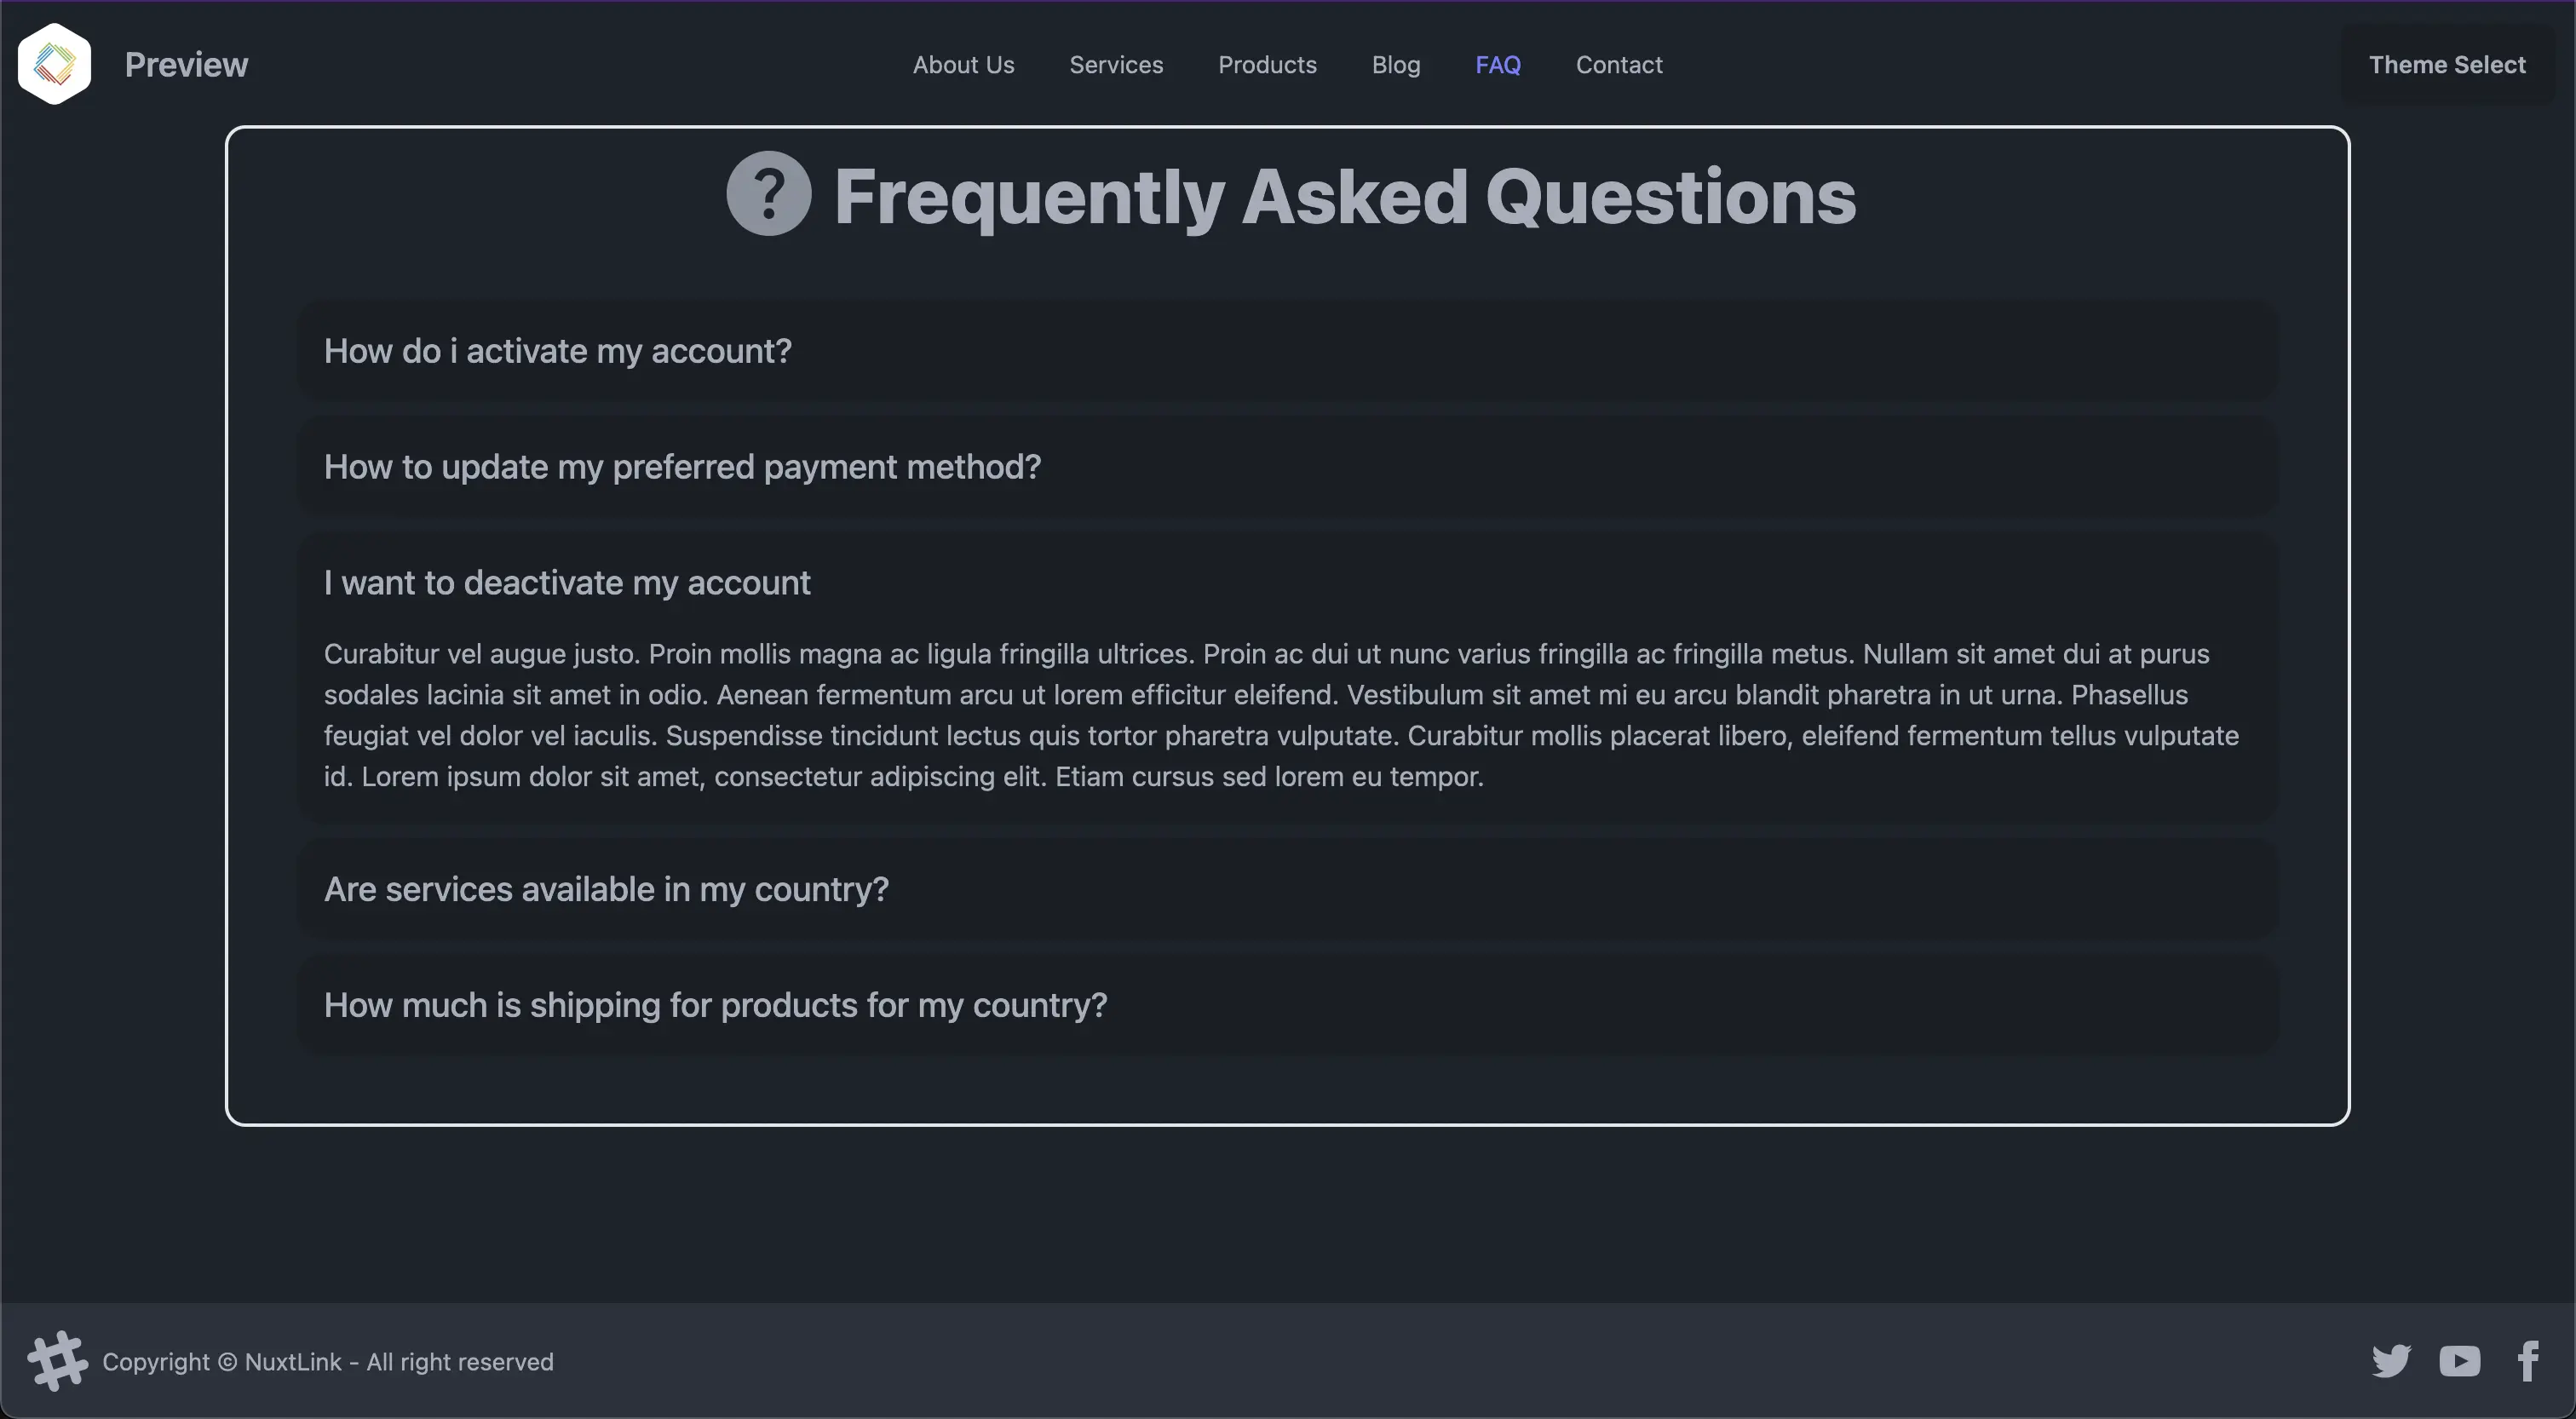 Preview
About Us
Services
Products
Blog
FAQ
Contact
Theme Select
Frequently Asked Questions
How do i activate my account?
How to update my preferred payment method?
I want to deactivate my account
Curabitur vel augue justo. Proin mollis magna ac ligula fringilla ultrices. Proin ac dui ut nunc varius fringilla ac fringilla metus. Nullam sit amet dui at purus
sodales lacinia sit amet in odio. Aenean fermentum arcu ut lorem efficitur eleifend. Vestibulum sit amet mi eu arcu blandit pharetra in ut urna. Phasellus
feugiat vel dolor vel iaculis. Suspendisse tincidunt lectus quis tortor pharetra vulputate. Curabitur mollis placerat libero, eleifend fermentum tellus vulputate
id. Lorem ipsum dolor sit amet, consectetur adipiscing elit. Etiam cursus sed lorem eu tempor.
Are services available in my country?
How much is shipping for products for my country?
Copyright © NuxtLink - All right reserved